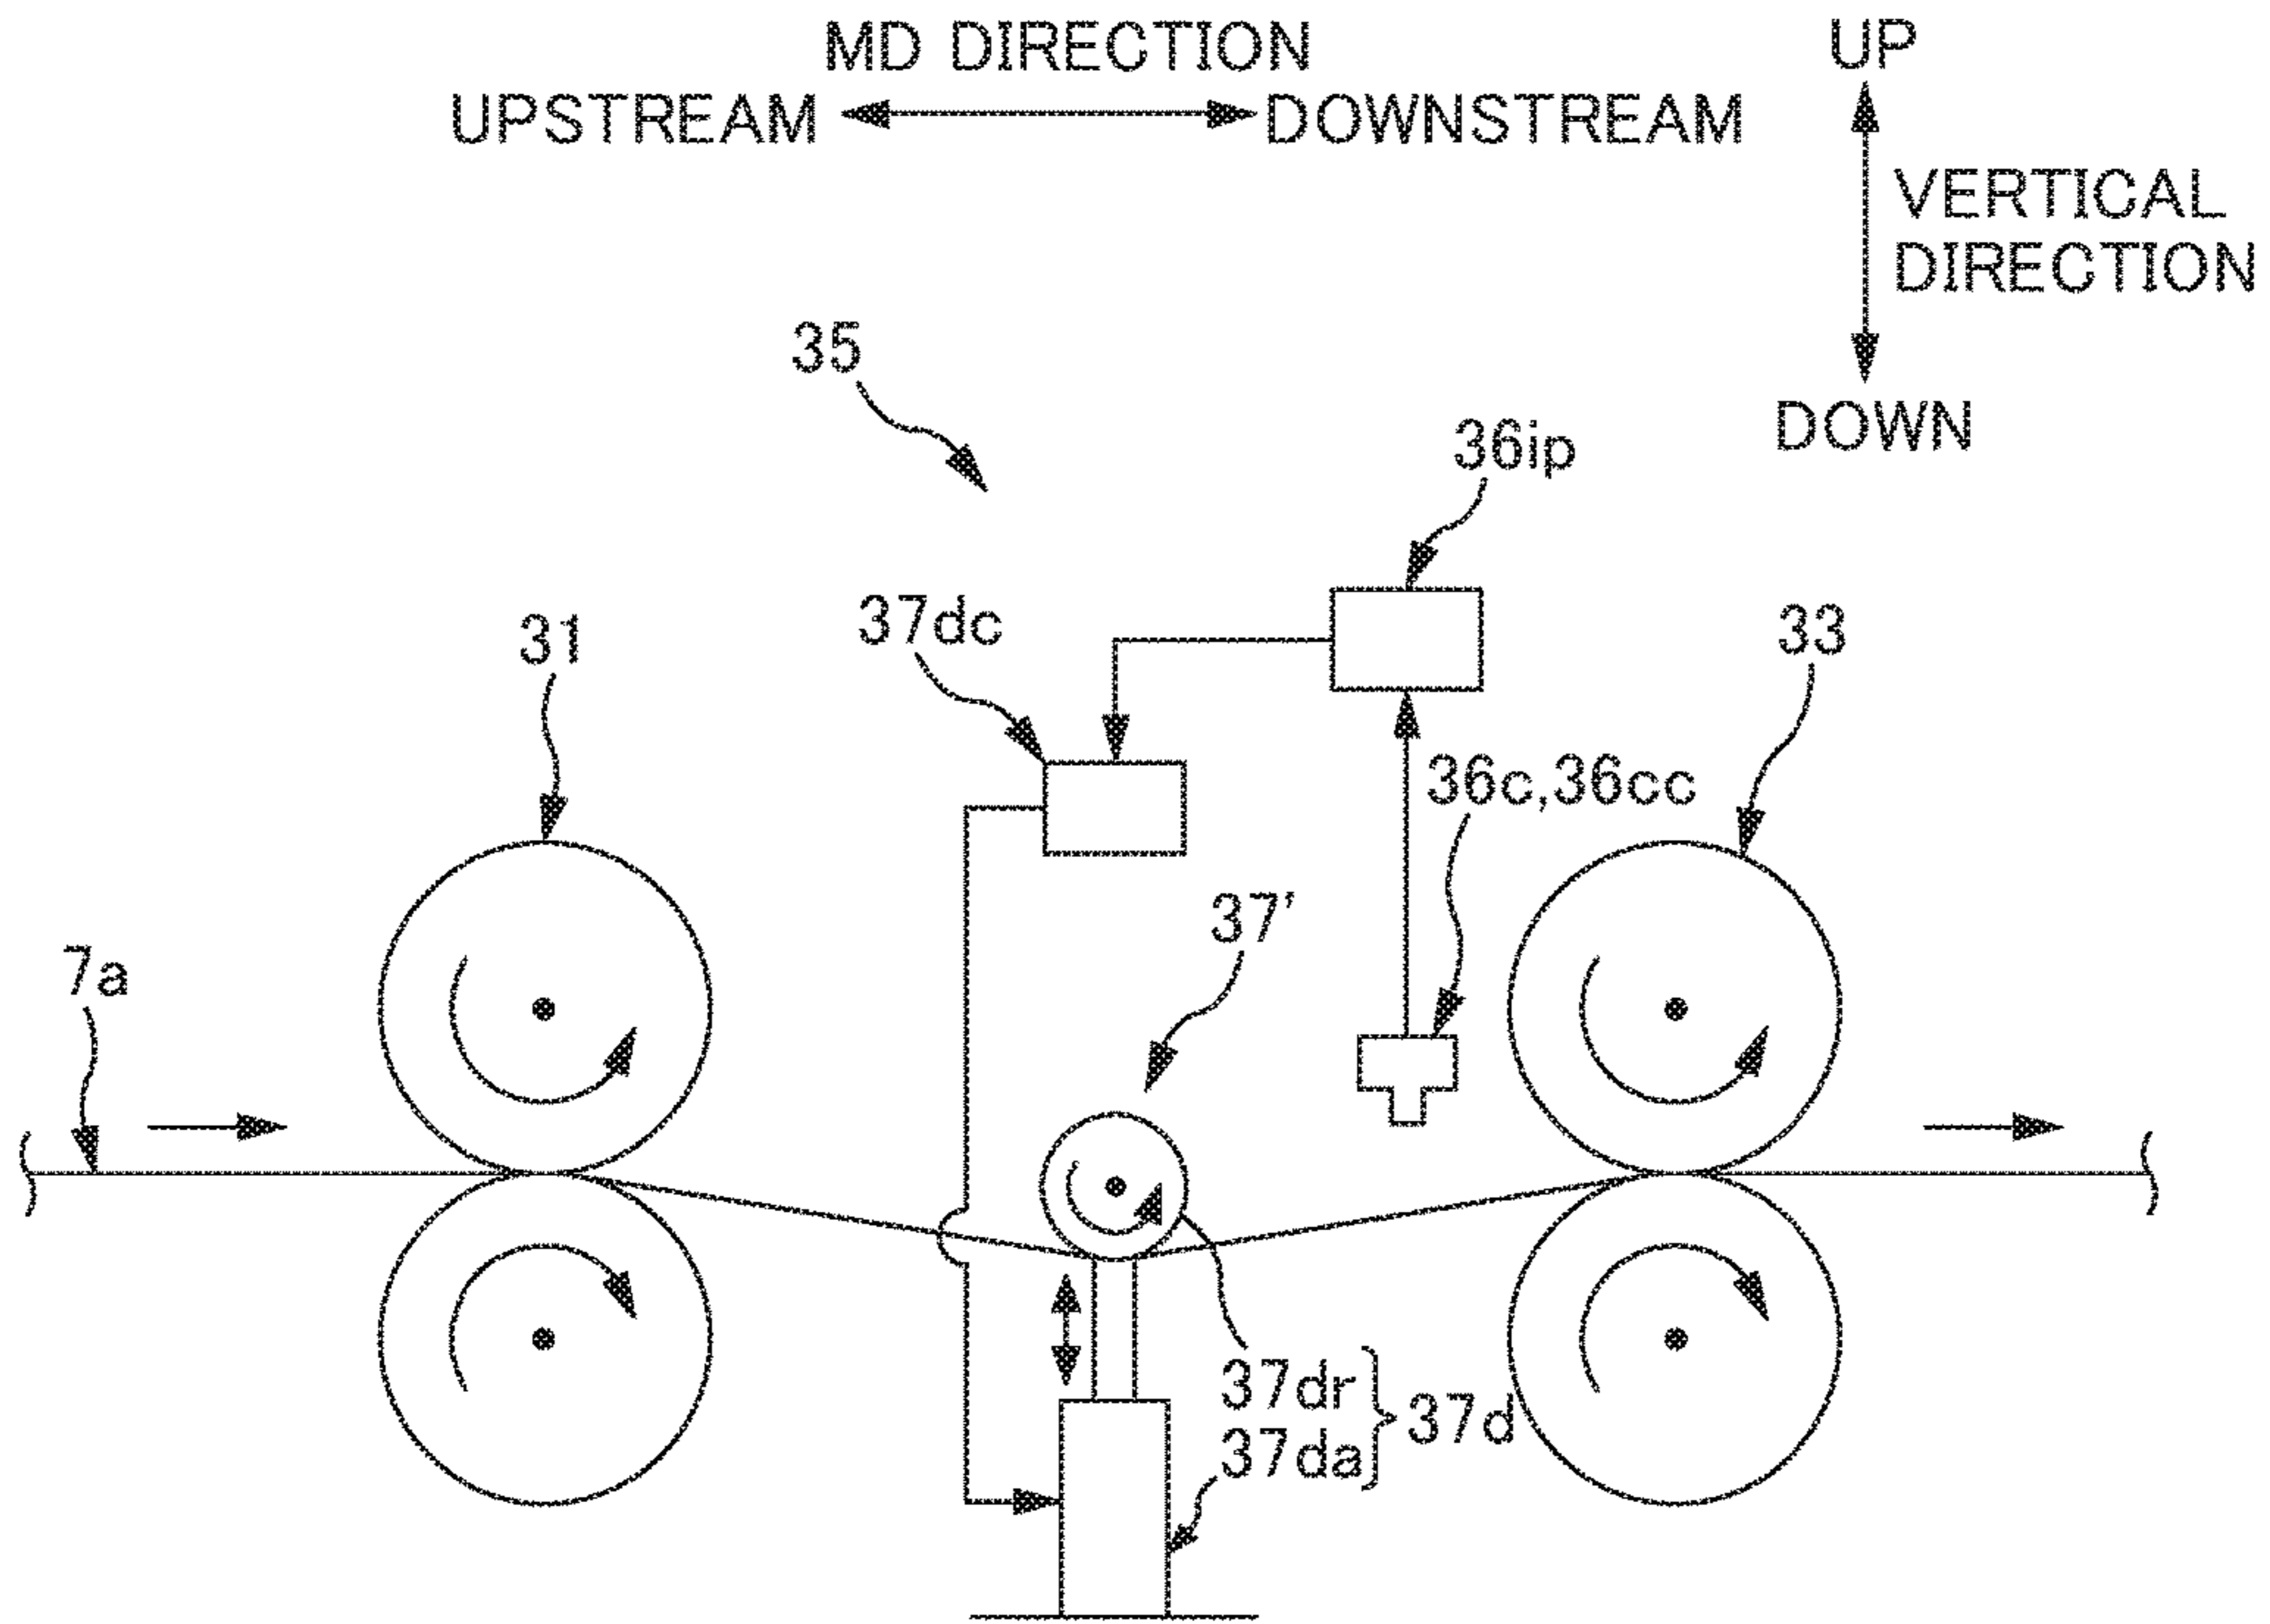 MD DIRECTION
UPSTREAM
DOWNSTREAM
UP
VERTICAL
DIRECTION
DOWN
35
36ip
37dc
31
33
36c,36cc
37'
7a
37dr
37da
37d